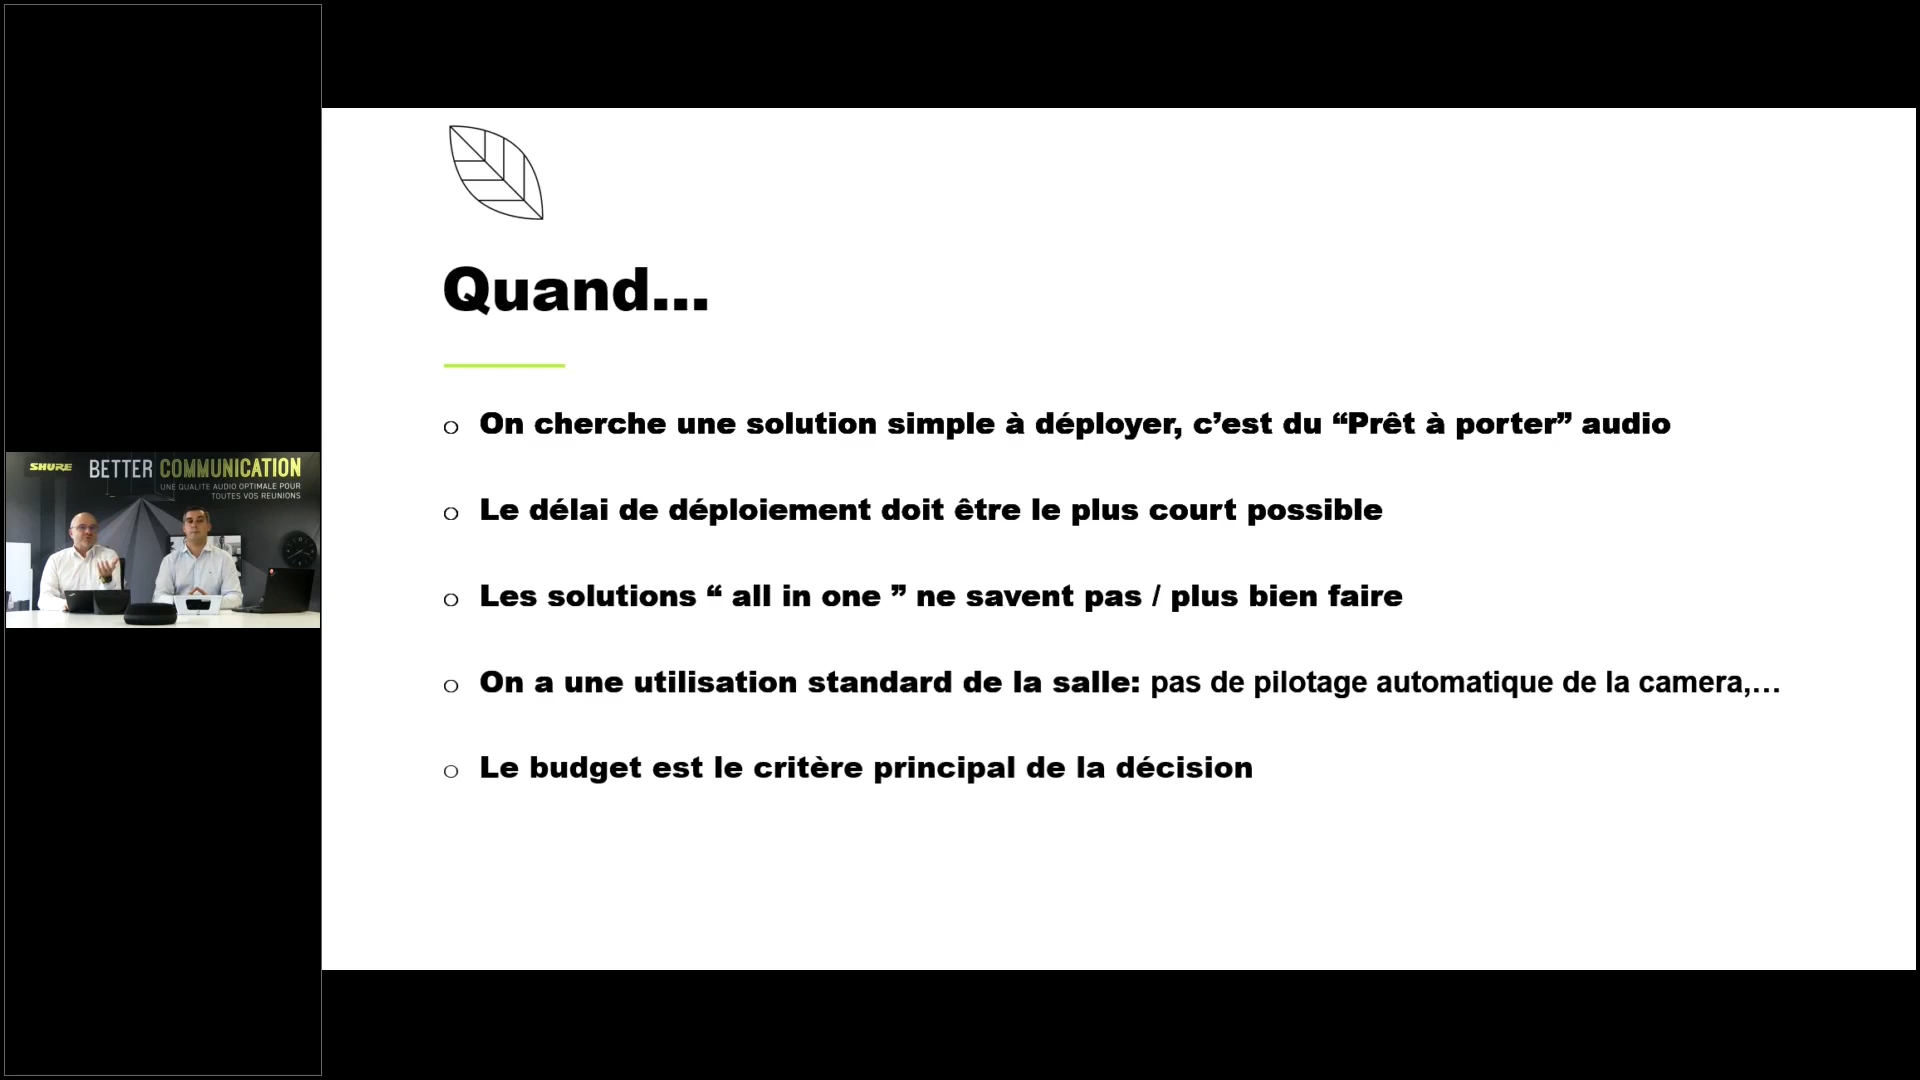 SHURE BETTER COMMUNICATION
UNE QUALITE AUDIO OPTIMALE POUR
TOUTES VOS REUNIONS
Quand...
o On cherche une solution simple à déployer, c’est du “Prêt à porter” audio
o Le délai de déploiement doit être le plus court possible
o Les solutions “ all in one ” ne savent pas / plus bien faire
o On a une utilisation standard de la salle: pas de pilotage automatique de la camera,…
o Le budget est le critère principal de la décision